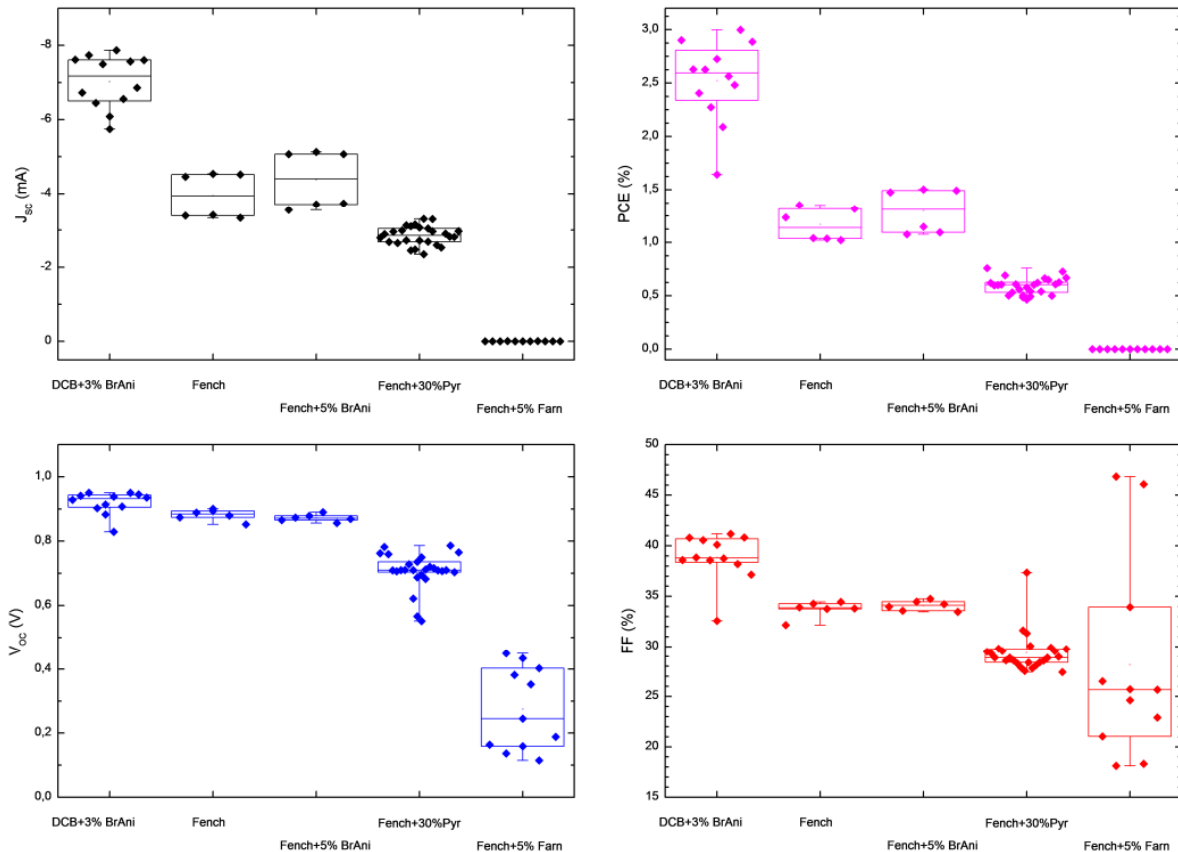 -8
-6
-4
-2
0
J_SC (mA)
DCB+3% BrAni
Fench
Fench+5% BrAni
Fench+30%Pyr
Fench+5% Farn
3,0
2,5
2,0
1,5
1,0
0,5
0,0
PCE (%)
DCB+3% BrAni
Fench
Fench+5% BrAni
Fench+30%Pyr
Fench+5% Farn
1,0
0,8
0,6
0,4
0,2
0,0
V_OC (V)
DCB+3% BrAni
Fench
Fench+5% BrAni
Fench+30%Pyr
Fench+5% Farn
50
45
40
35
30
25
20
15
FF (%)
DCB+3% BrAni
Fench
Fench+5% BrAni
Fench+30%Pyr
Fench+5% Farn